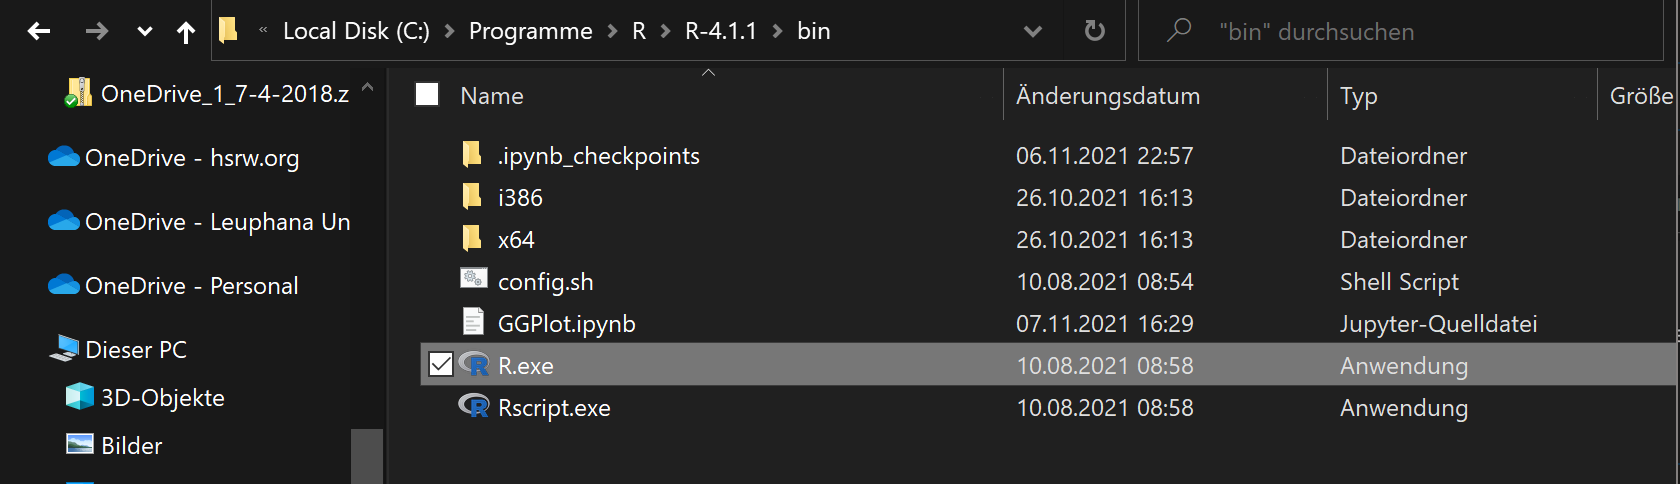 « Local Disk (C:) > Programme > R > R-4.1.1 > bin
"bin" durchsuchen
OneDrive_1_7-4-2018.z
OneDrive - hsrw.org
OneDrive - Leuphana Un
OneDrive - Personal
Dieser PC
3D-Objekte
Bilder
Name Änderungsdatum Typ Größe
.ipynb_checkpoints 06.11.2021 22:57 Dateiordner
i386 26.10.2021 16:13 Dateiordner
x64 26.10.2021 16:13 Dateiordner
config.sh 10.08.2021 08:54 Shell Script
GGPlot.ipynb 07.11.2021 16:29 Jupyter-Quelldatei
R.exe 10.08.2021 08:58 Anwendung
Rscript.exe 10.08.2021 08:58 Anwendung